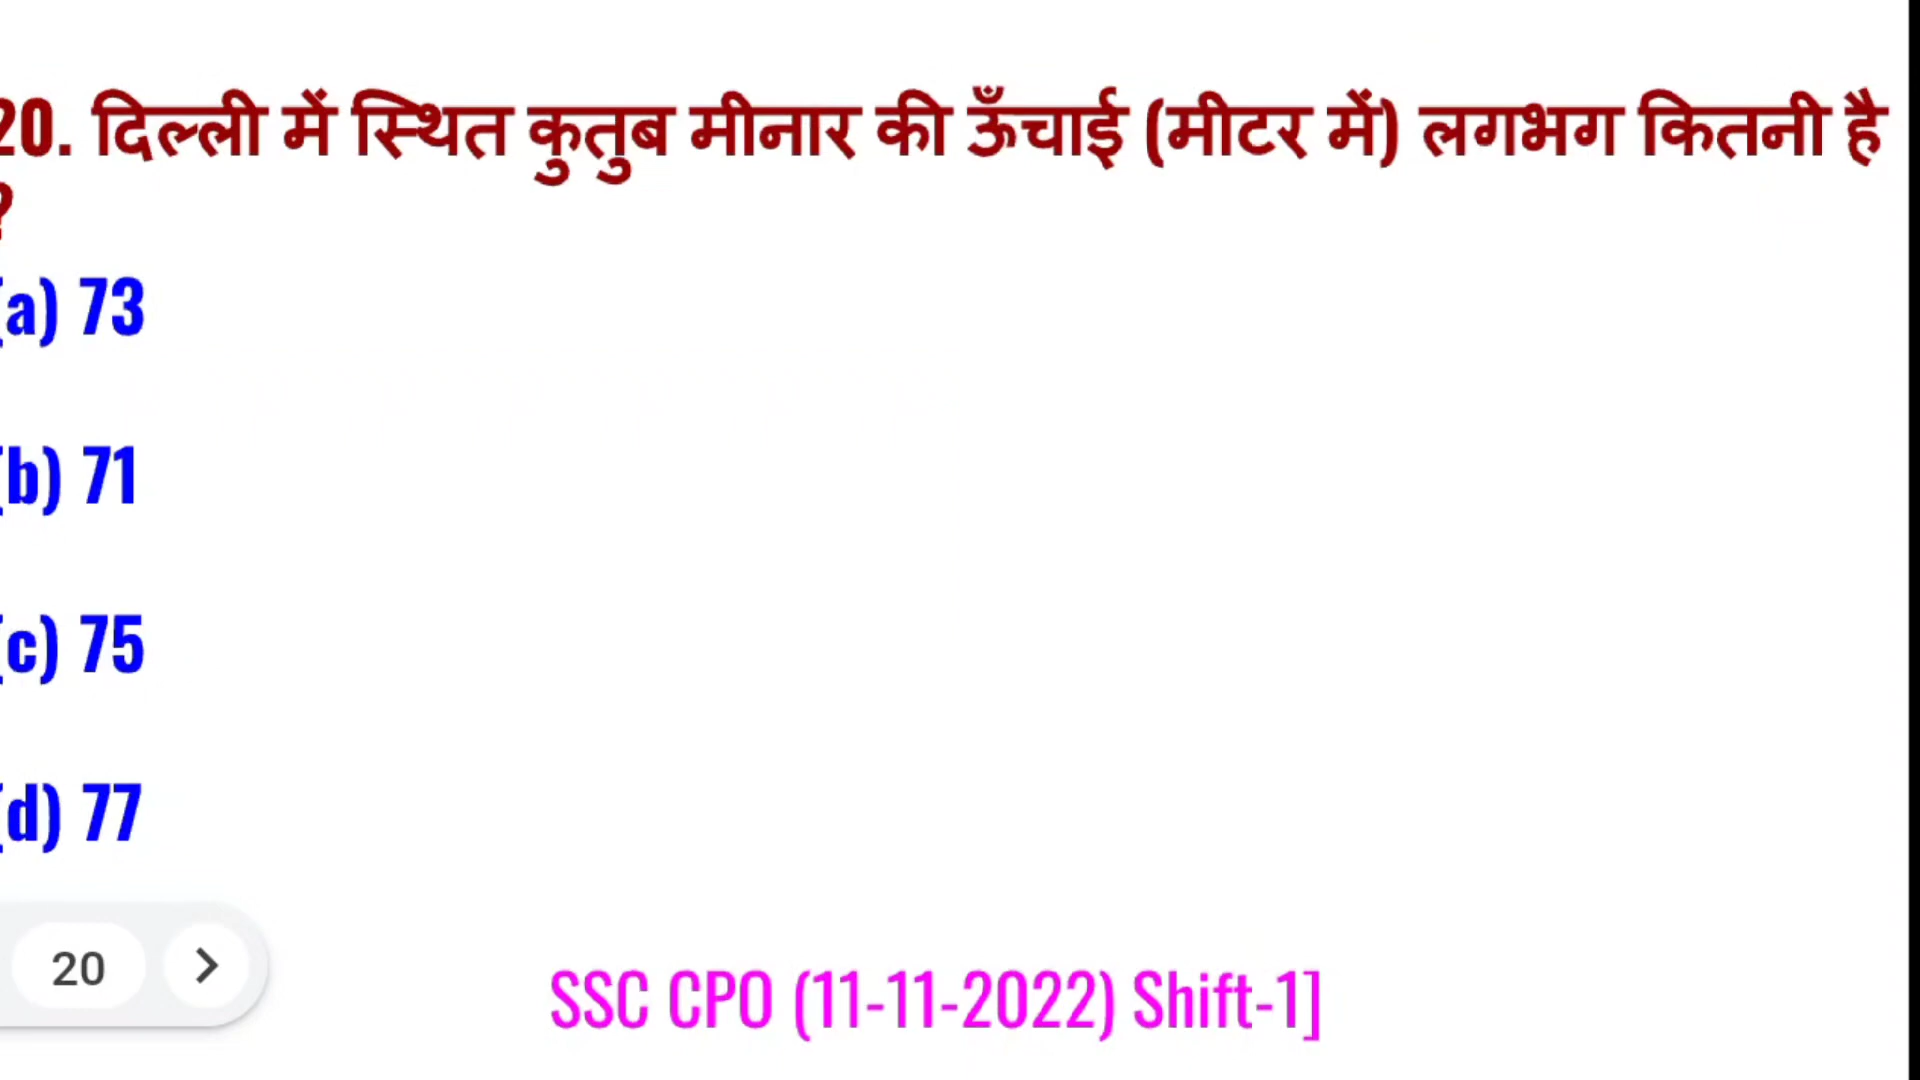 20. दिल्ली में स्थित कुतुब मीनार की ऊँचाई (मीटर में) लगभग कितनी है
?
(a) 73
(b) 71
(c) 75
(d) 77
20
SSC CPO (11-11-2022) Shift-1]